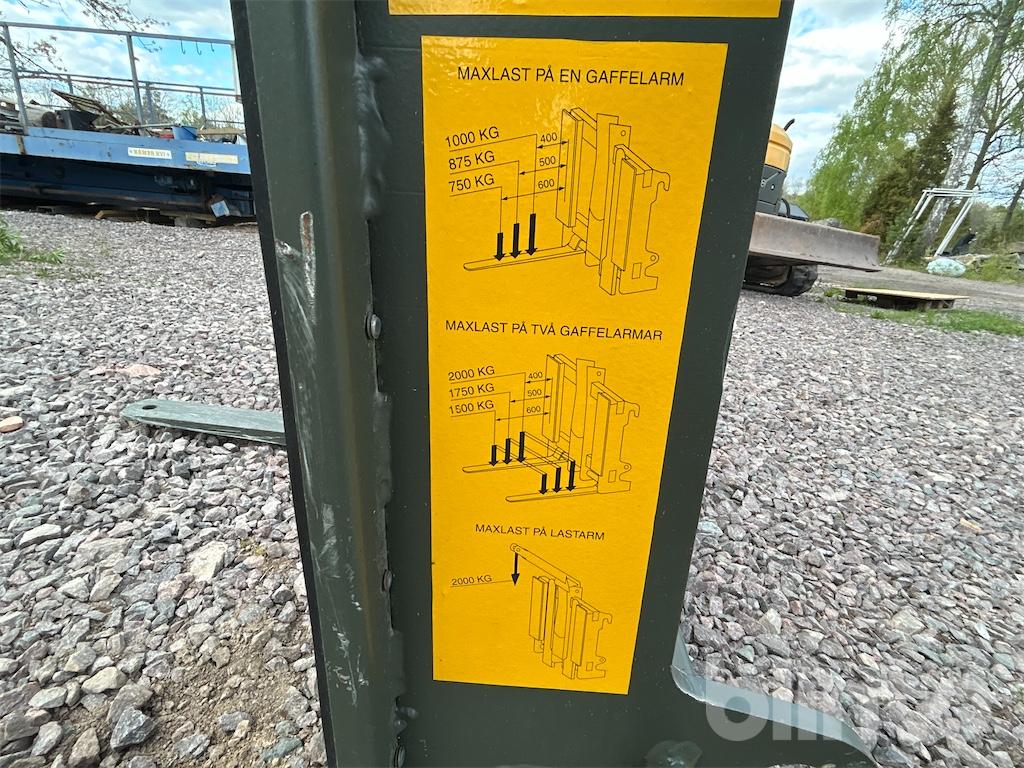 MAXLAST PÅ EN GAFFELARM
1000 KG 400
875 KG 500
750 KG 600
MAXLAST PÅ TVÅ GAFFELARMAR
2000 KG 400
1750 KG 500
1500 KG 600
MAXLAST PÅ LASTARM
2000 KG